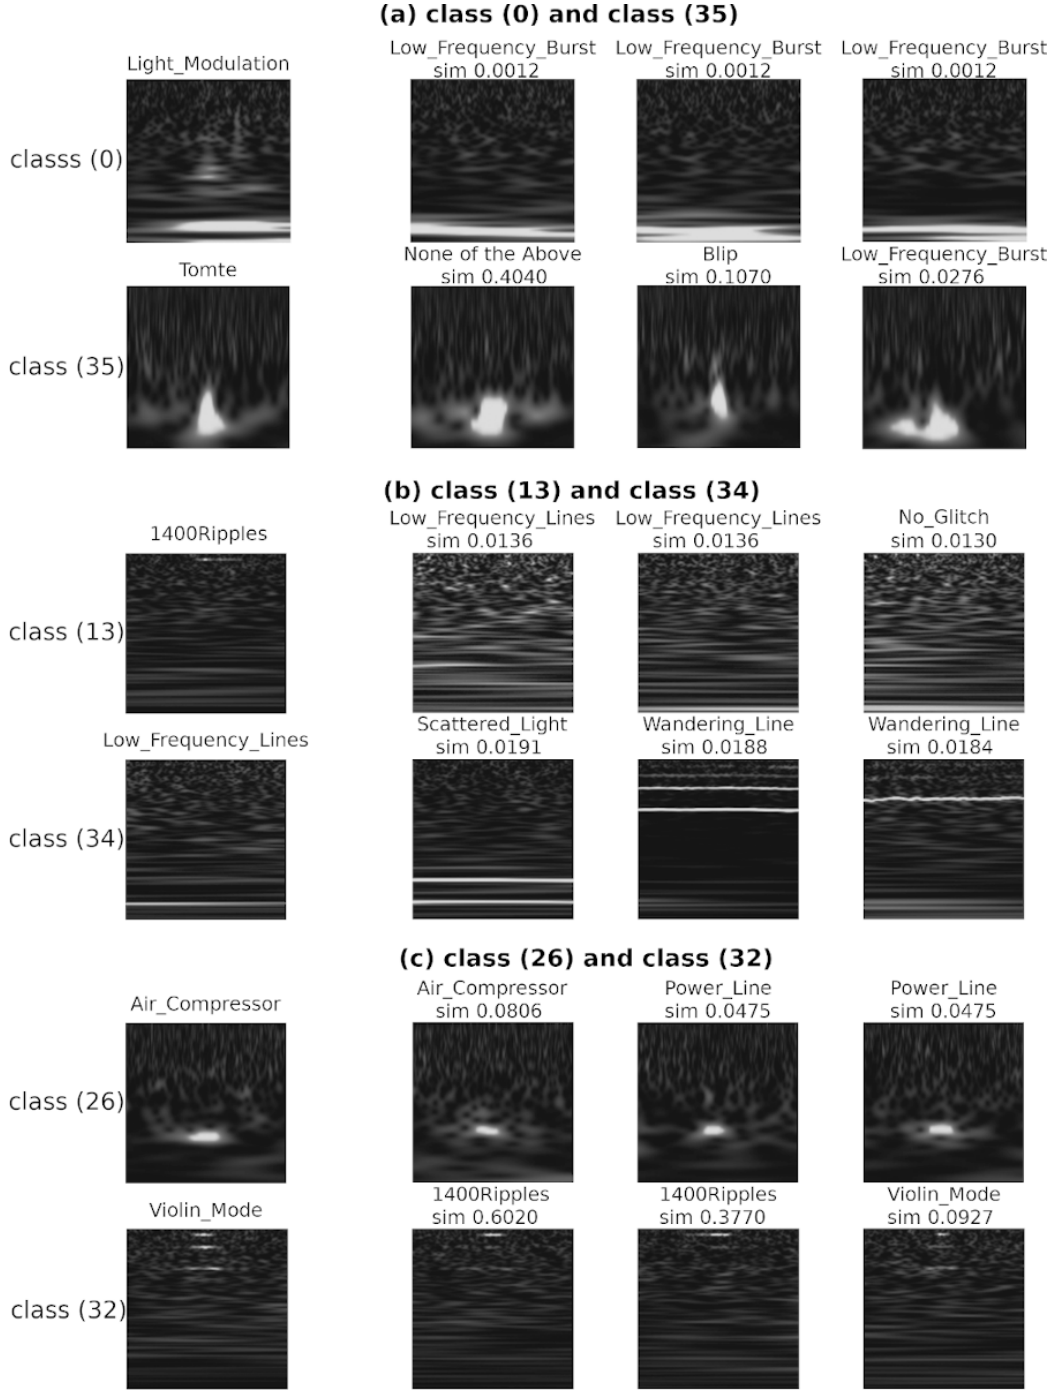 (a) class (0) and class (35)
Light_Modulation
Low_Frequency_Burst
sim 0.0012
Low_Frequency_Burst
sim 0.0012
Low_Frequency_Burst
sim 0.0012
classs (0)
Tomte
None of the Above
sim 0.4040
Blip
sim 0.1070
Low_Frequency_Burst
sim 0.0276
class (35)
(b) class (13) and class (34)
1400Ripples
Low_Frequency_Lines
sim 0.0136
Low_Frequency_Lines
sim 0.0136
No_Glitch
sim 0.0130
class (13)
Low_Frequency_Lines
Scattered_Light
sim 0.0191
Wandering_Line
sim 0.0188
Wandering_Line
sim 0.0184
class (34)
(c) class (26) and class (32)
Air_Compressor
Air_Compressor
sim 0.0806
Power_Line
sim 0.0475
Power_Line
sim 0.0475
class (26)
Violin_Mode
1400Ripples
sim 0.6020
1400Ripples
sim 0.3770
Violin_Mode
sim 0.0927
class (32)